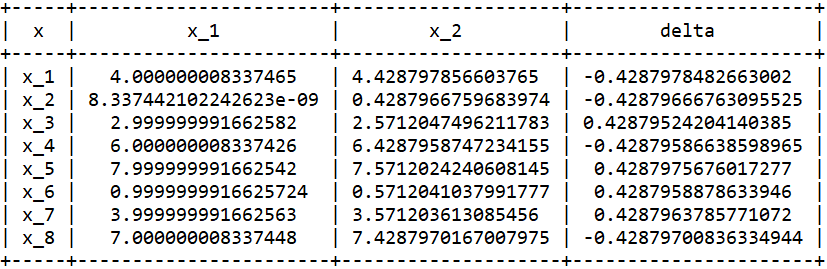 +-----+-----------------------+--------------------+----------------------+
|  x  |          x_1          |        x_2         |        delta         |
+-----+-----------------------+--------------------+----------------------+
| x_1 |   4.000000008337465   | 4.428797856603765  | -0.4287978482663002  |
| x_2 | 8.337442102242623e-09 | 0.4287966759683974 | -0.42879666763095525 |
| x_3 |   2.999999991662582   | 2.5712047496211783 | 0.42879524204140385  |
| x_4 |   6.000000008337426   | 6.4287958747234155 | -0.42879586638598965 |
| x_5 |   7.999999991662542   | 7.5712024240608145 |  0.4287975676017277  |
| x_6 |   0.9999999916625724  | 0.5712041037991777 |  0.4287958878633946  |
| x_7 |   3.999999991662563   | 3.571203613085456  |  0.4287963785771072  |
| x_8 |   7.000000008337448   | 7.4287970167007975 | -0.42879700836334944 |
+-----+-----------------------+--------------------+----------------------+